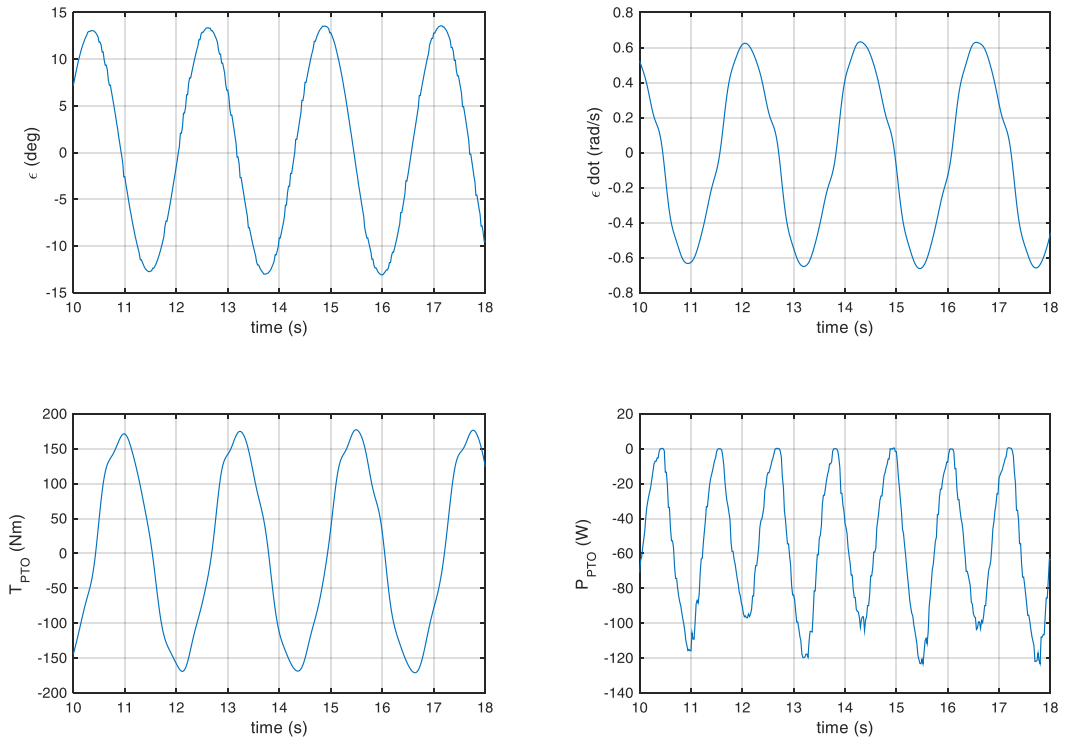 15
10
5
0
-5
-10
-15
ϵ (deg)
10 11 12 13 14 15 16 17 18
time (s)
0.8
0.6
0.4
0.2
0
-0.2
-0.4
-0.6
-0.8
ϵ dot (rad/s)
10 11 12 13 14 15 16 17 18
time (s)
200
150
100
50
0
-50
-100
-150
-200
T_PTO (Nm)
10 11 12 13 14 15 16 17 18
time (s)
20
0
-20
-40
-60
-80
-100
-120
-140
P_PTO (W)
10 11 12 13 14 15 16 17 18
time (s)